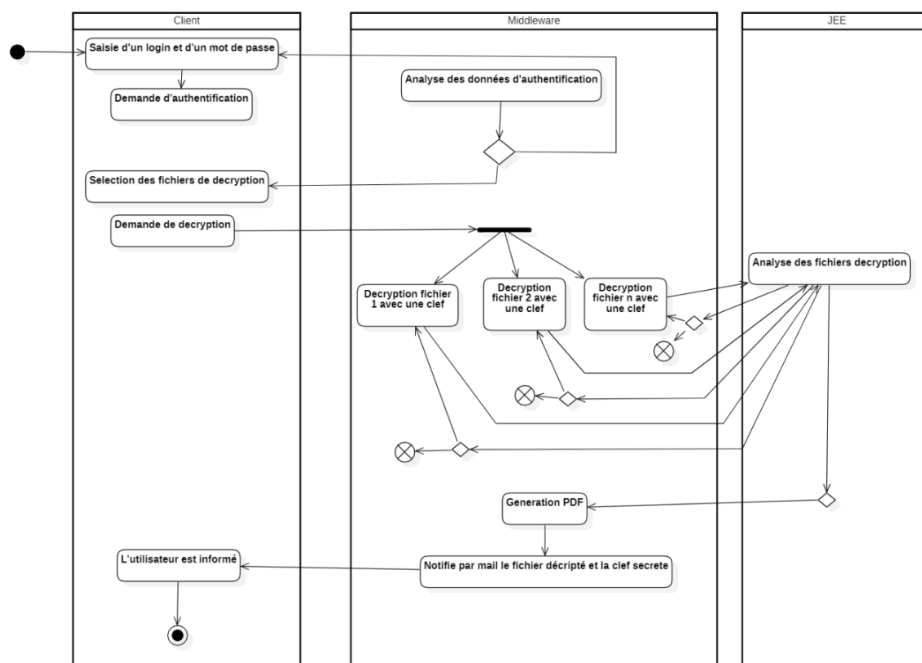 Client
Middleware
JEE
Saisie d'un login et d'un mot de passe
Demande d'authentification
Analyse des données d'authentification
Selection des fichiers de decryption
Demande de decryption
Analyse des fichiers decryption
Decryption fichier
1 avec une clef
Decryption
fichier 2 avec
une clef
Decryption
fichier n avec
une clef
Generation PDF
L'utilisateur est informé
Notifie par mail le fichier décripté et la clef secrete